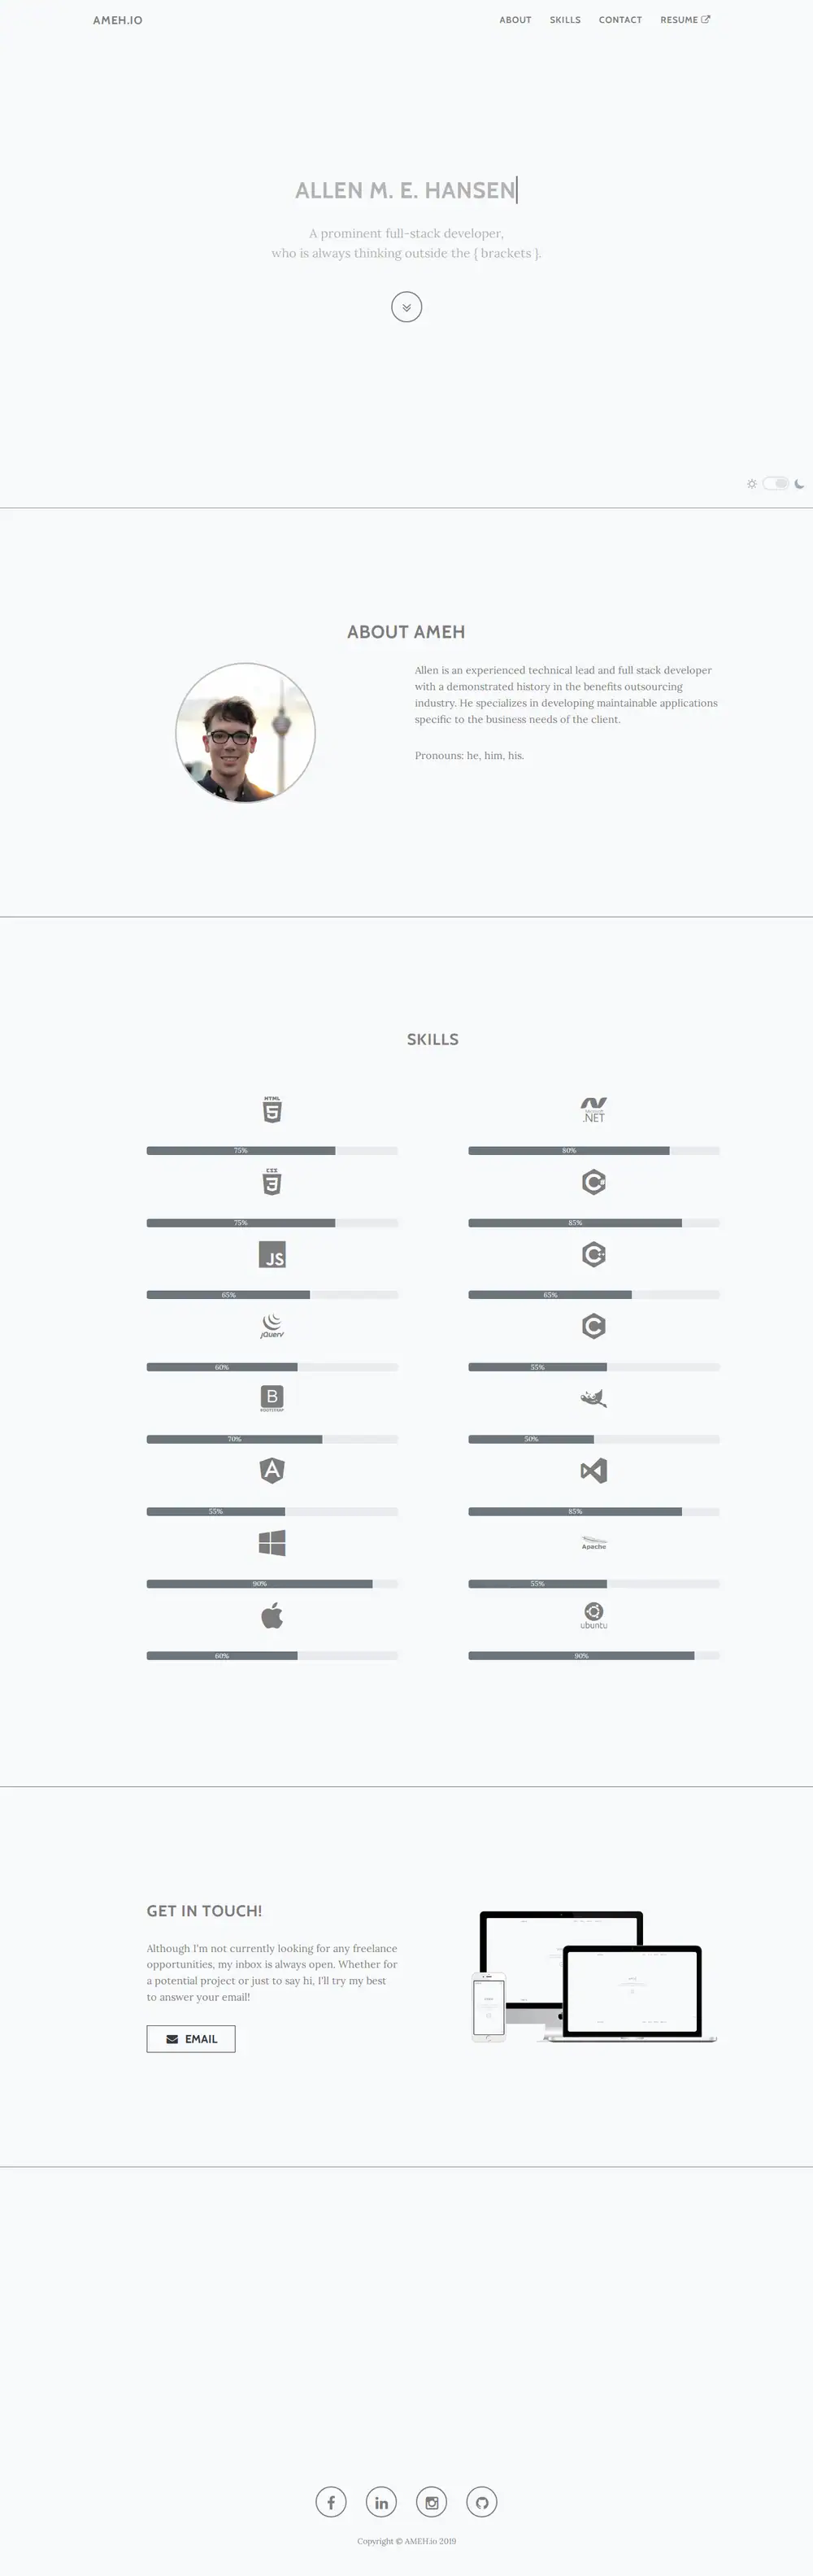 AMEH.IO
ABOUT SKILLS CONTACT RESUME
ALLEN M. E. HANSEN
A prominent full-stack developer,
who is always thinking outside the { brackets }.
ABOUT AMEH
Allen is an experienced technical lead and full stack developer
with a demonstrated history in the benefits outsourcing
industry. He specializes in developing maintainable applications
specific to the business needs of the client.
Pronouns: he, him, his.
SKILLS
HTML
5
75%
CSS
3
75%
JS
65%
jQuery
60%
B
BOOTSTRAP
70%
A
55%
90%
60%
Microsoft
.NET
80%
C#
85%
C++
65%
C
55%
50%
85%
Apache
55%
ubuntu
90%
GET IN TOUCH!
Although I'm not currently looking for any freelance
opportunities, my inbox is always open. Whether for
a potential project or just to say hi, I'll try my best
to answer your email!
EMAIL
f in
Copyright © AMEH.io 2019